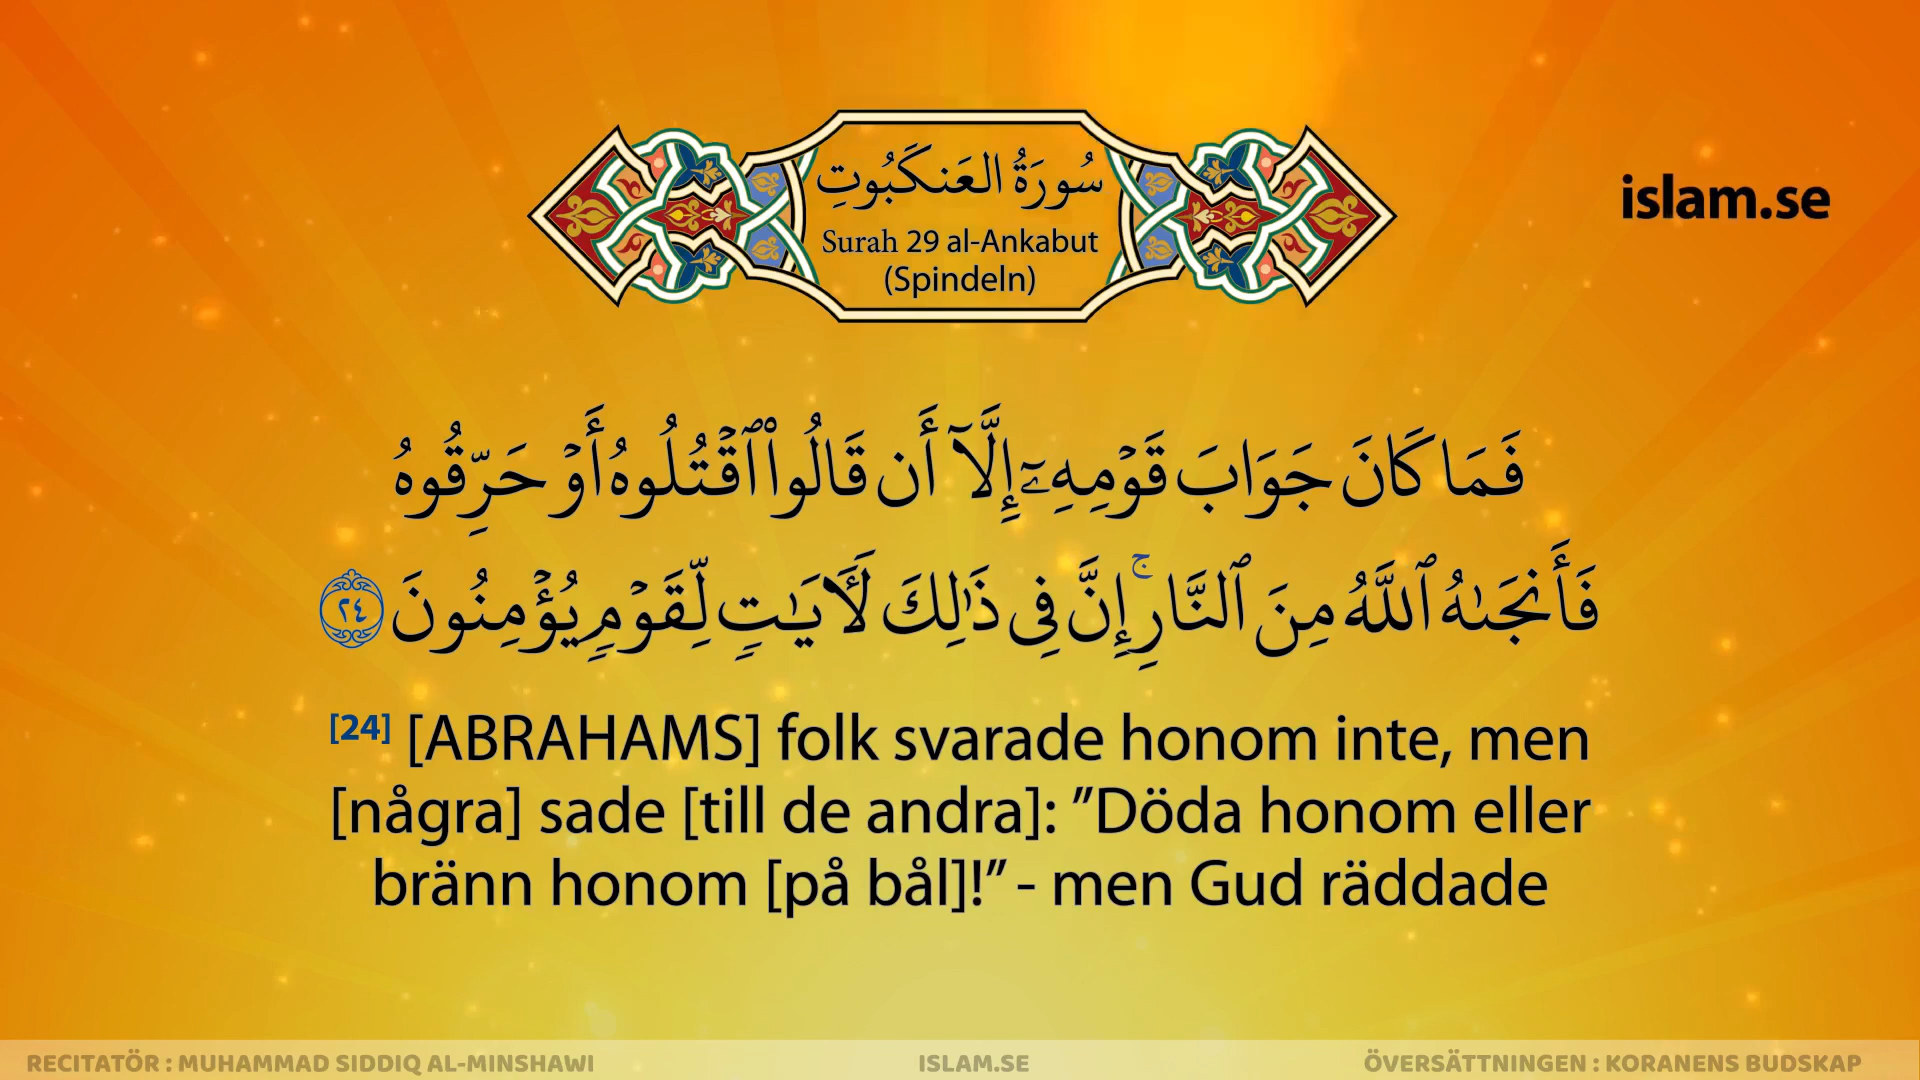 سُورَةُ العَنكَبُوتِ
Surah 29 al-Ankabut
(Spindeln)
islam.se
فَمَا كَانَ جَوَابَ قَوْمِهِۦٓ إِلَّآ أَن قَالُوا۟ ٱقْتُلُوهُ أَوْ حَرِّقُوهُ
فَأَنجَىٰهُ ٱللَّهُ مِنَ ٱلنَّارِ ۚ إِنَّ فِى ذَٰلِكَ لَـَٔايَـٰتٍ لِّقَوْمٍ يُؤْمِنُونَ ٢٤
[24] [ABRAHAMS] folk svarade honom inte, men
[några] sade [till de andra]: ”Döda honom eller
bränn honom [på bål]!” - men Gud räddade
RECITATÖR : MUHAMMAD SIDDIQ AL-MINSHAWI
ISLAM.SE
ÖVERSÄTTNINGEN : KORANENS BUDSKAP